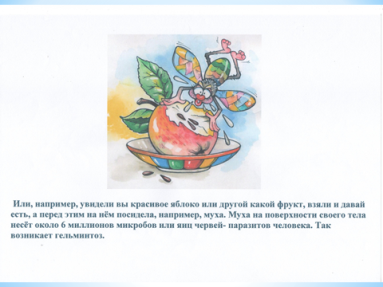 Или, например, увидели вы красивое яблоко или другой какой фрукт, взяли и давай
есть, а перед этим на нём посидела, например, муха. Муха на поверхности своего тела
несёт около 6 миллионов микробов или яиц червей- паразитов человека. Так
возникает гельминтоз.